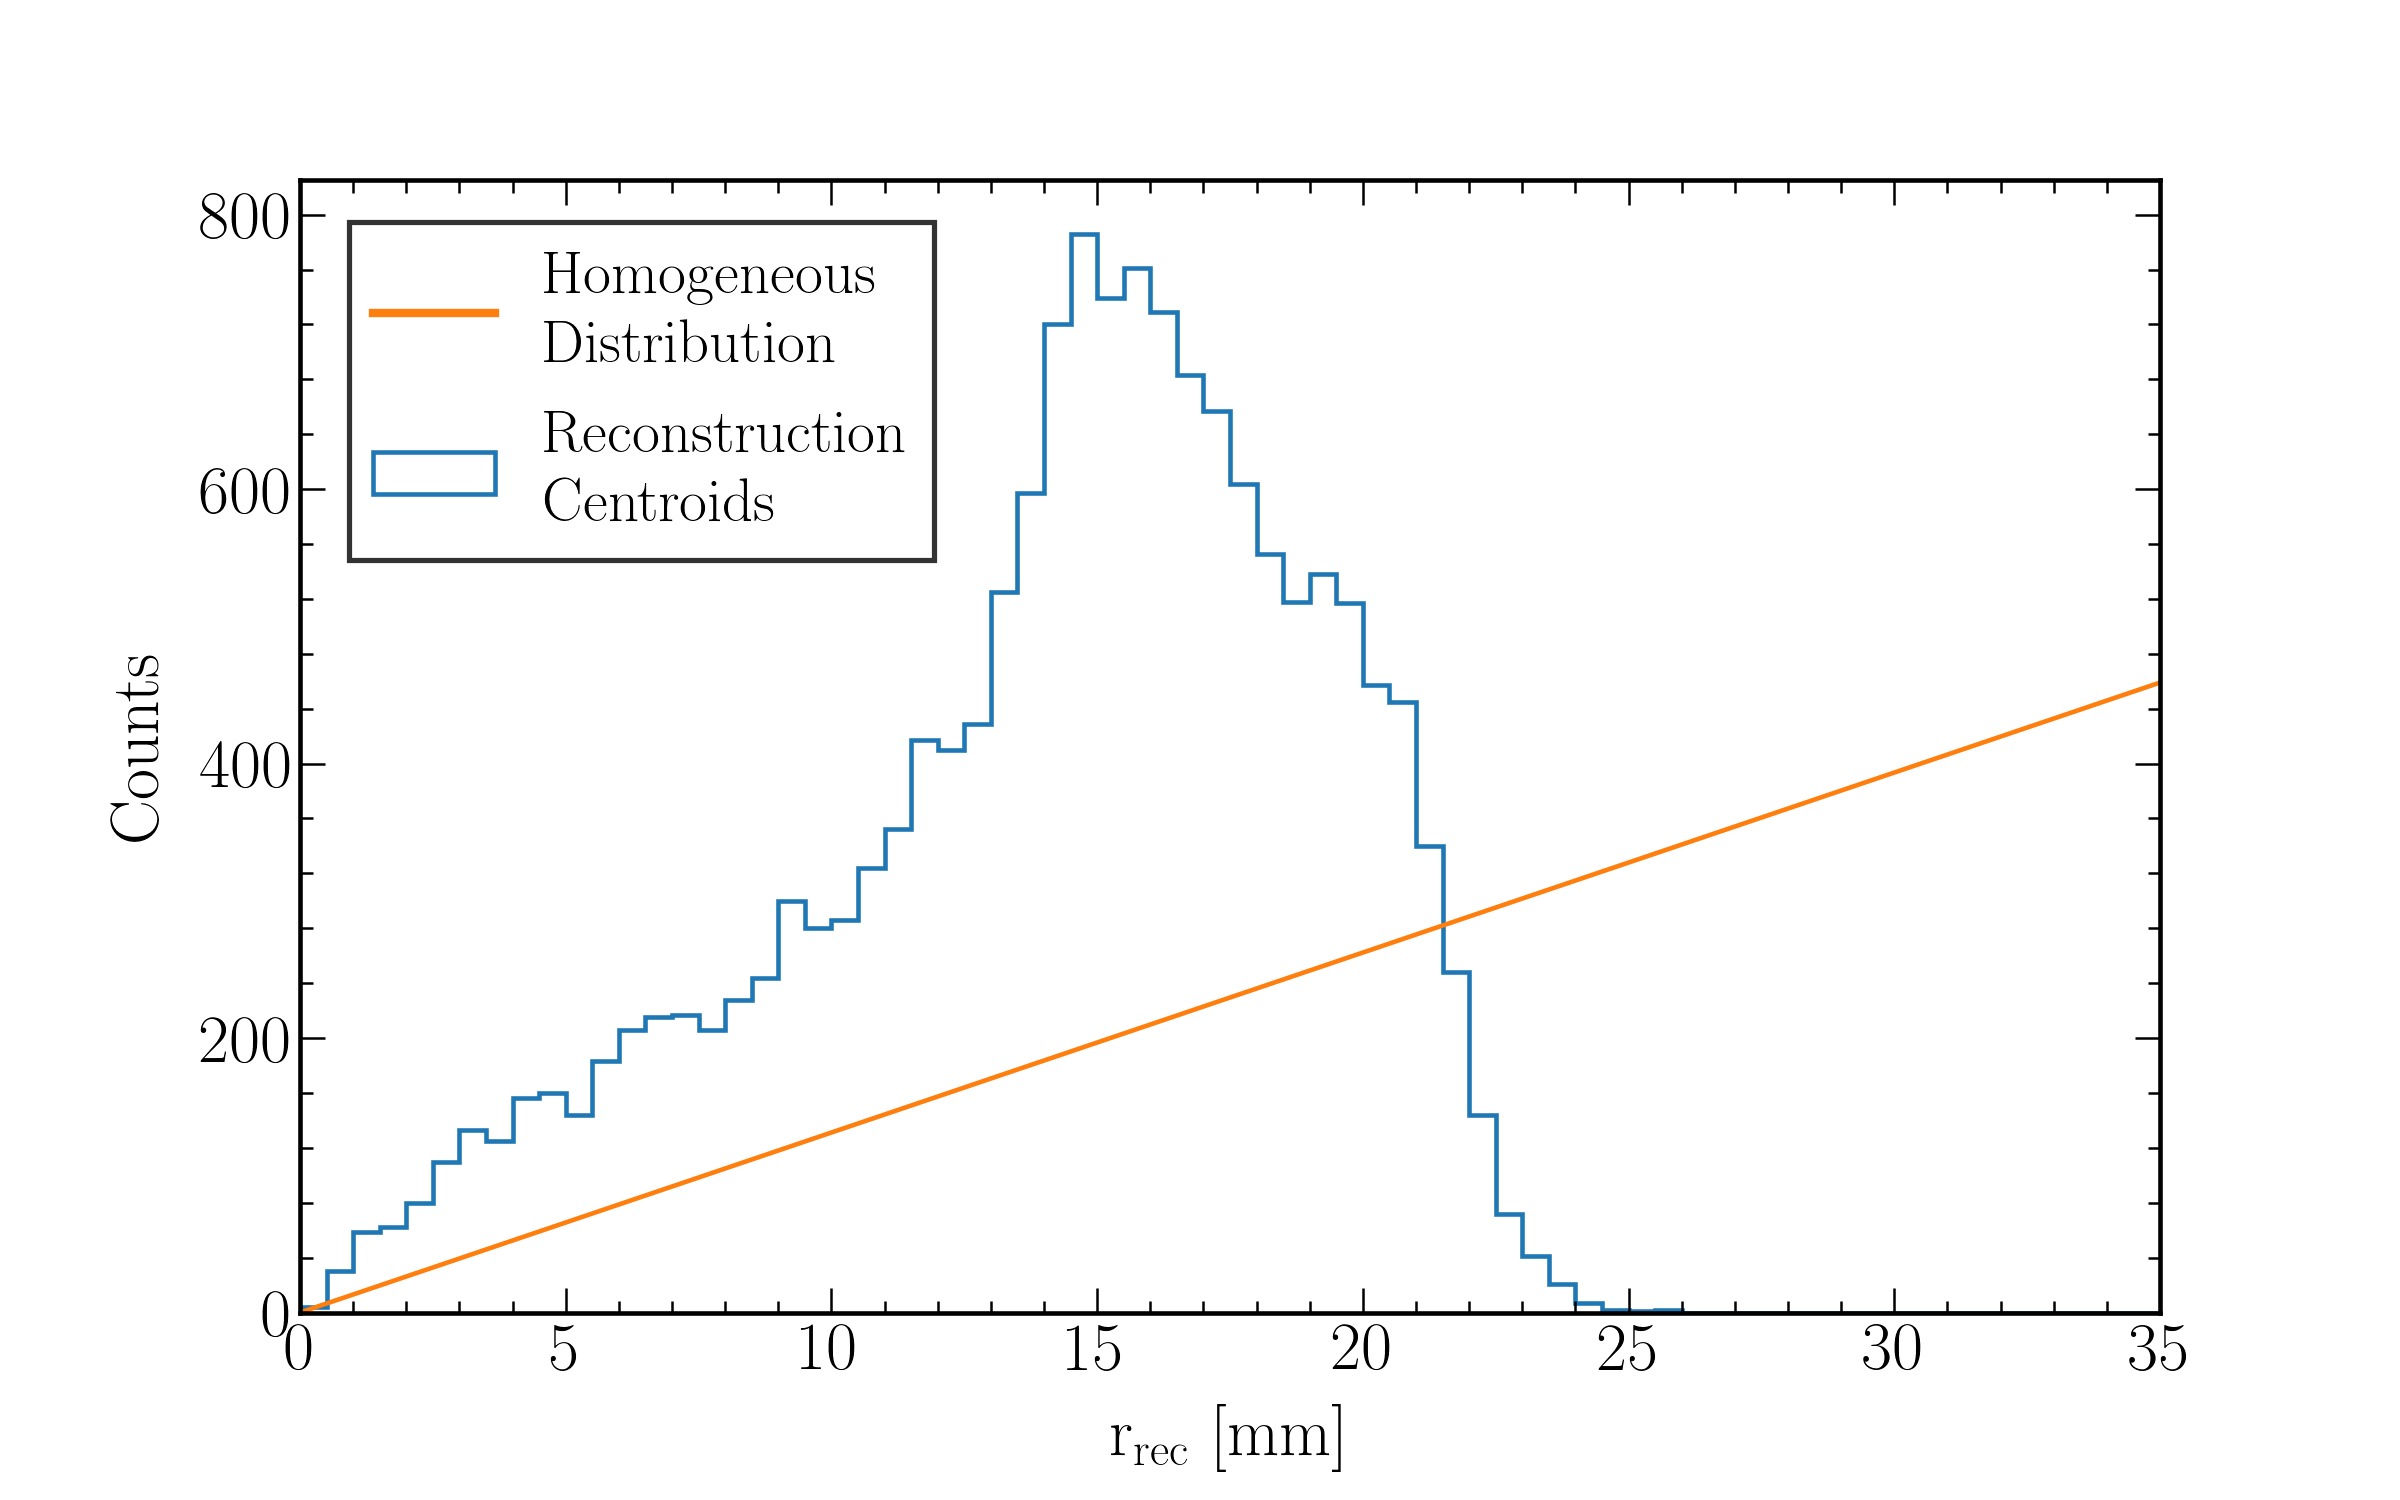 800
600
400
200
0
Counts
Homogeneous
Distribution
Reconstruction
Centroids
0 5 10 15 20 25 30 35
r_rec [mm]